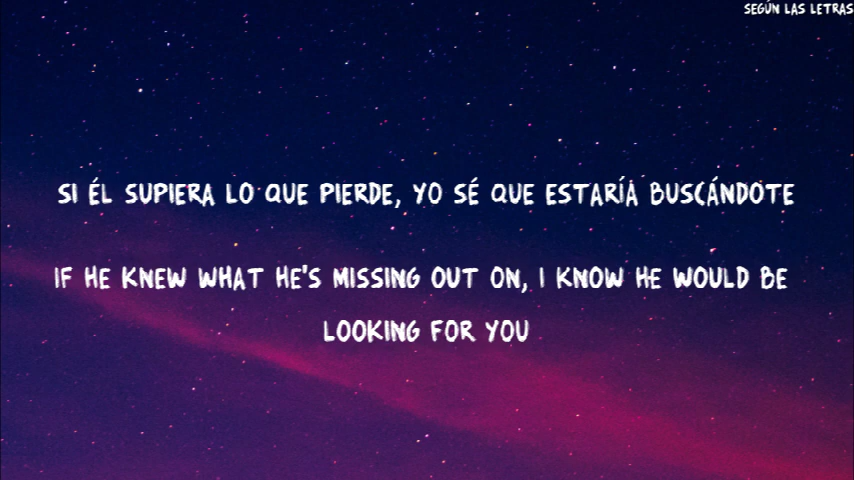 SEGÚN LAS LETRAS
SI ÉL SUPIERA LO QUE PIERDE, YO SÉ QUE ESTARÍA BUSCÁNDOTE
IF HE KNEW WHAT HE'S MISSING OUT ON, I KNOW HE WOULD BE
LOOKING FOR YOU